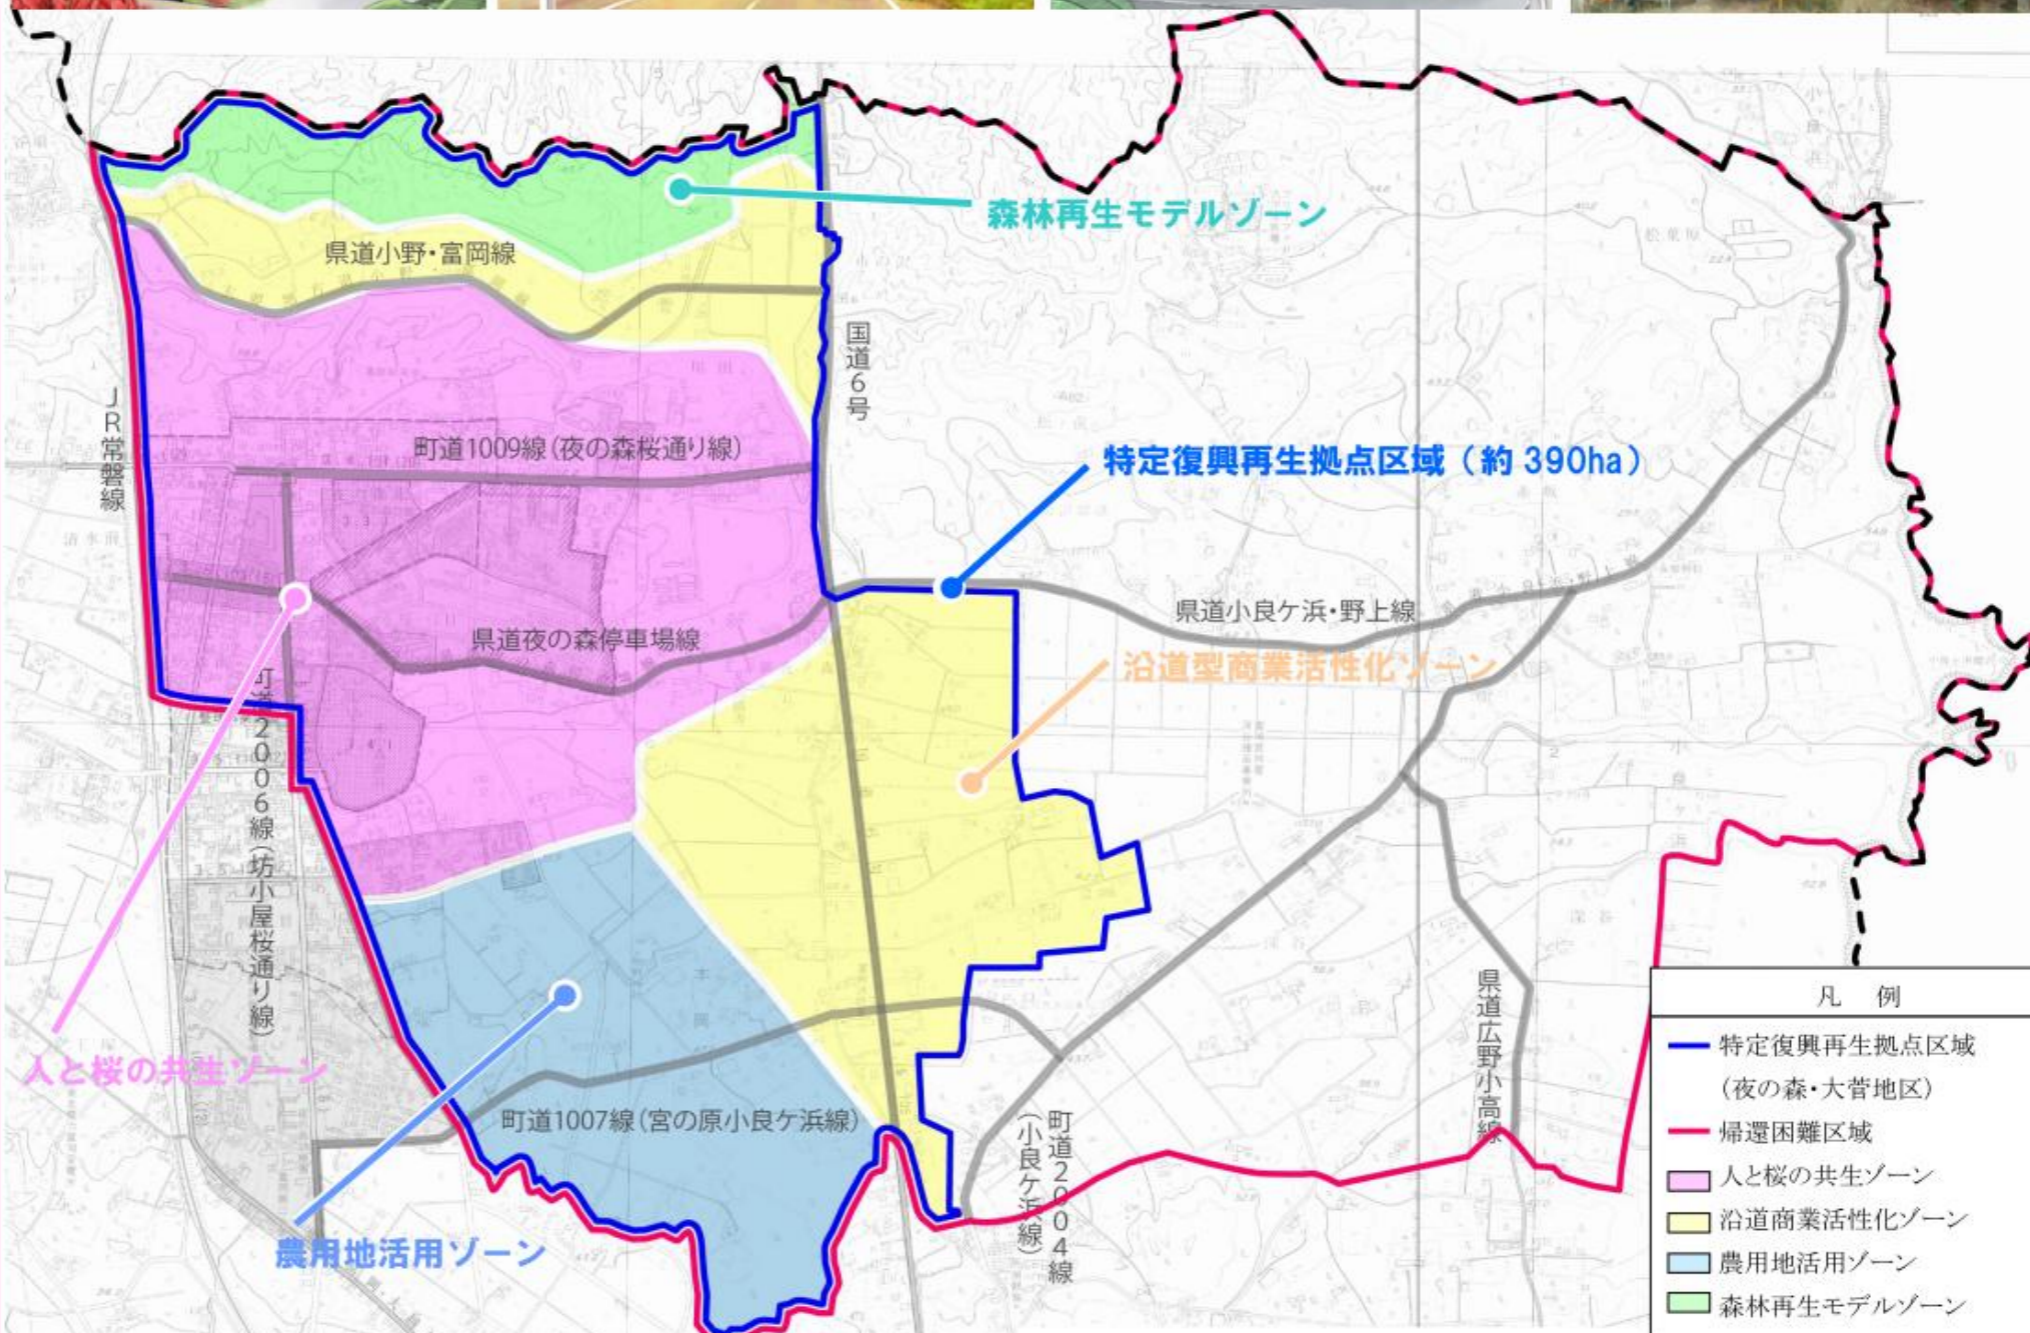 森林再生モデルゾーン
県道小野・富岡線
国道6号
JR常磐線
町道1009線(夜の森桜通り線)
特定復興再生拠点区域(約390ha)
県道小良ケ浜・野上線
県道夜の森停車場線
沿道型商業活性化ゾーン
町道2006線(坊小屋桜通り線)
人と桜の共生ゾーン
町道1007線(宮の原小良ケ浜線)
農用地活用ゾーン
町道2004線
(小良ケ浜線)
県道広野小高線
凡 例
特定復興再生拠点区域
(夜の森・大菅地区)
帰還困難区域
人と桜の共生ゾーン
沿道商業活性化ゾーン
農用地活用ゾーン
森林再生モデルゾーン